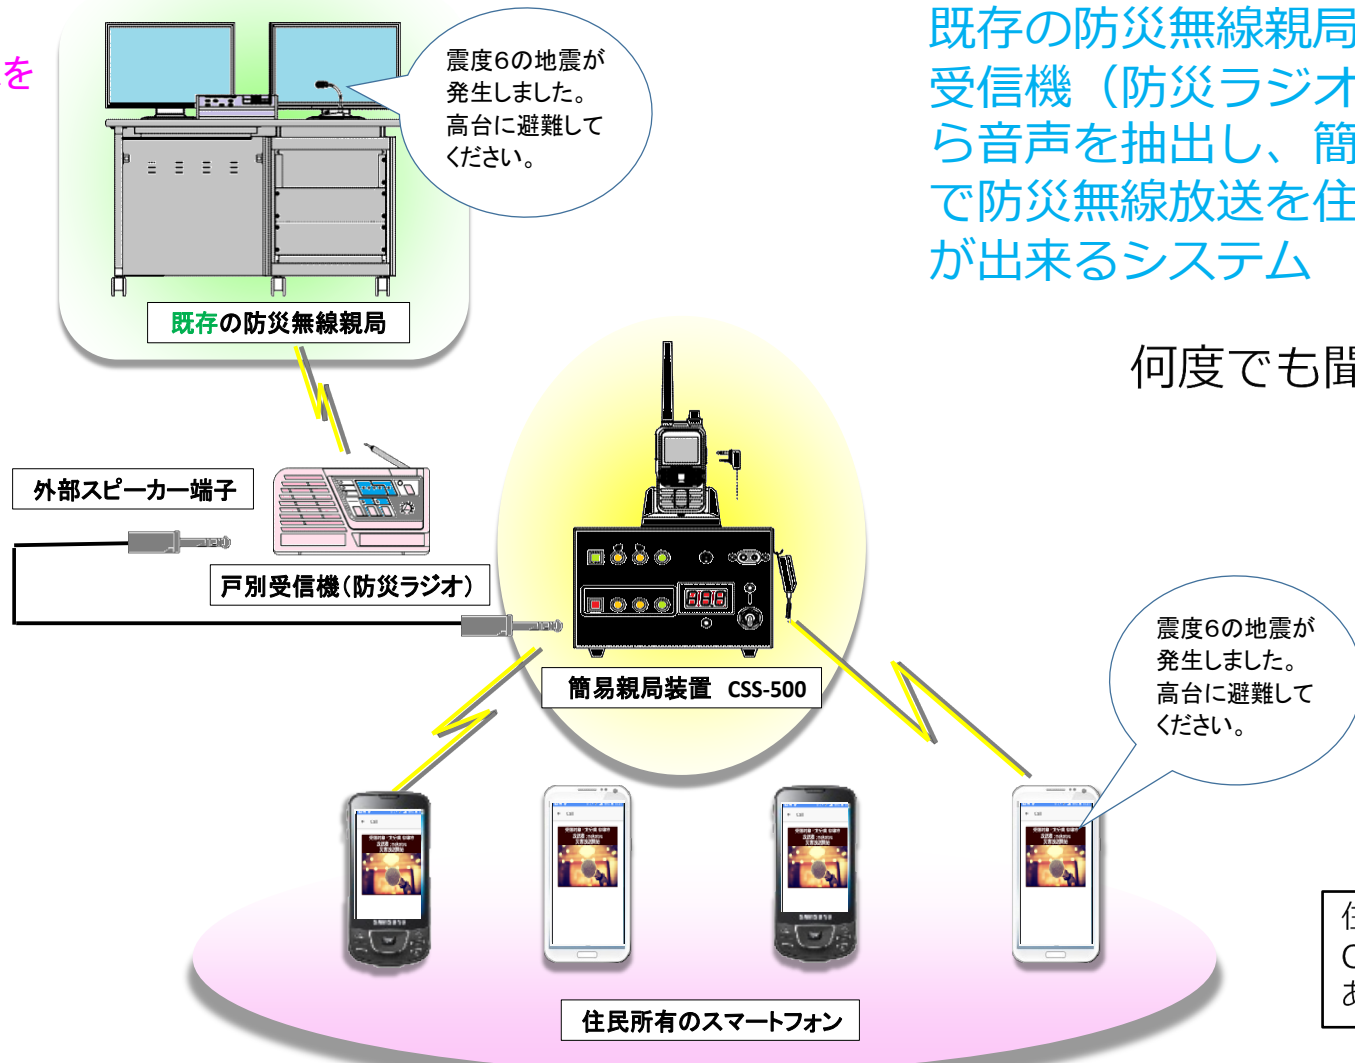 を
震度6の地震が
発生しました。
高台に避難して
ください。
既存の防災無線親局
受信機（防災ラジオ
ら音声を抽出し、簡
で防災無線放送を住
が出来るシステム
既存の防災無線親局
何度でも聞
外部スピーカー端子
戸別受信機（防災ラジオ）
簡易親局装置 CSS-500
震度6の地震が
発生しました。
高台に避難して
ください。
住民所有のスマートフォン